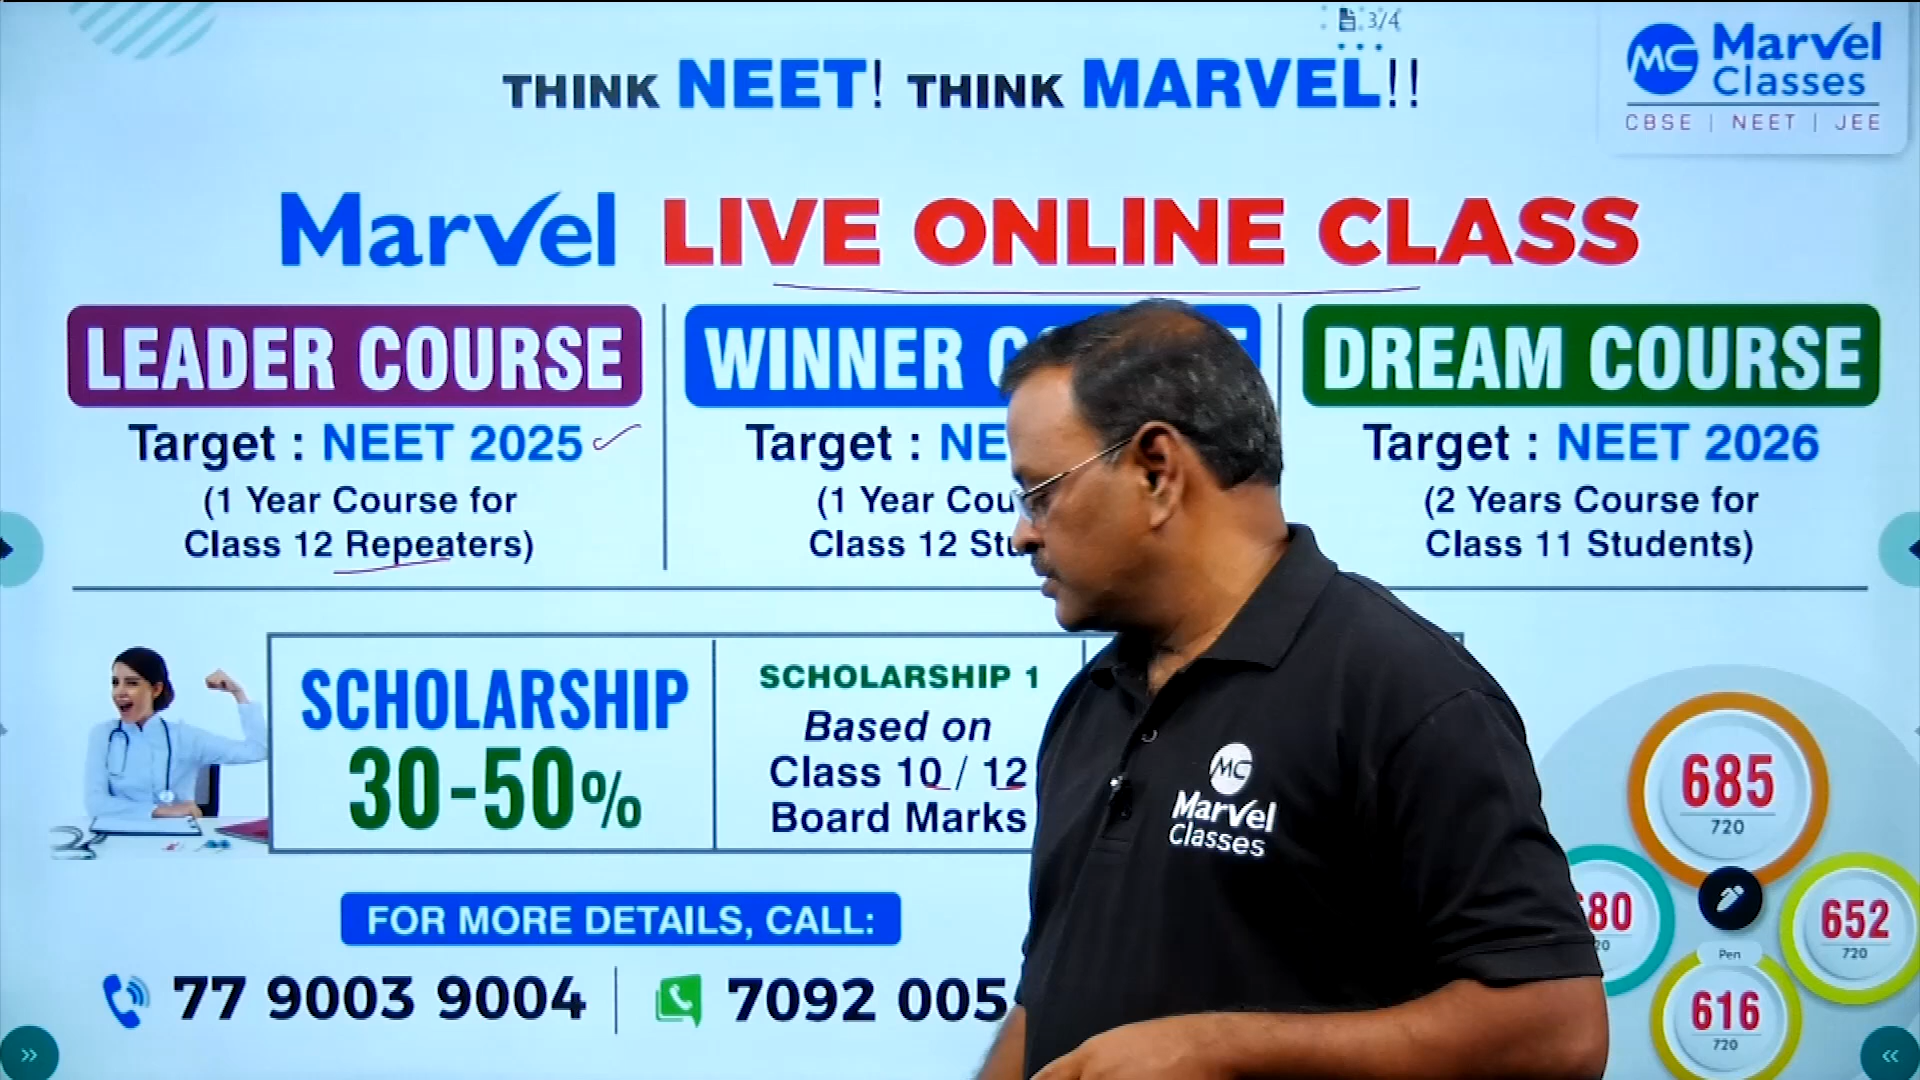 3/4
THINK NEET! THINK MARVEL!!
MC Marvel
Classes
CBSE | NEET | JEE
Marvel LIVE ONLINE CLASS
LEADER COURSE
Target : NEET 2025
(1 Year Course for
Class 12 Repeaters)
WINNER
Target :
(1 Year
Class 12
DREAM COURSE
Target : NEET 2026
(2 Years Course for
Class 11 Students)
SCHOLARSHIP
30-50%
SCHOLARSHIP 1
Based on
Class 10 / 12
Board Marks
MC
Marvel
Classes
685
720
652
720
Pen
616
720
FOR MORE DETAILS, CALL:
77 9003 9004
7092 005